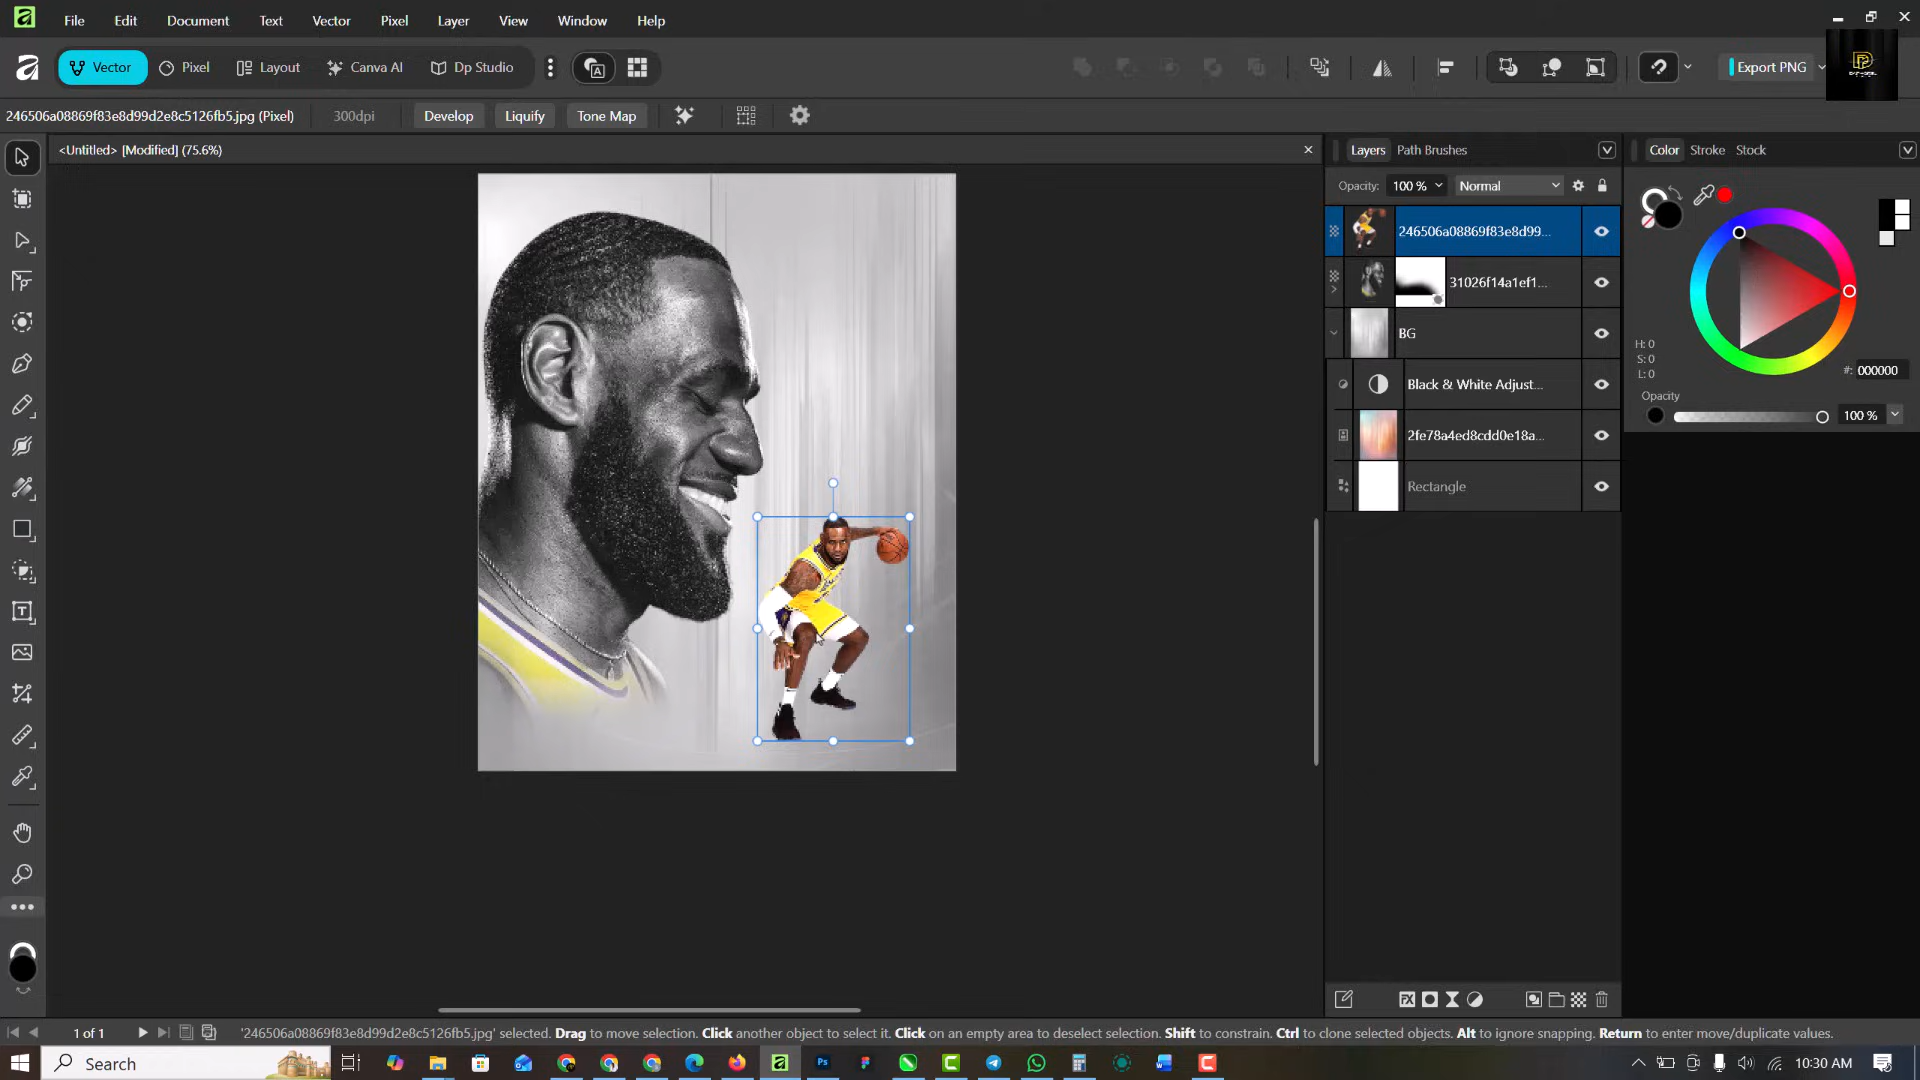 File Edit Document Text Vector Pixel Layer View Window Help
Vector Pixel Layout Canva AI Dp Studio Export PNG
246506a08869f83e8d99d2e8c5126fb5.jpg (Pixel) 300dpi Develop Liquify Tone Map
<Untitled> [Modified] (75.6%)
Layers Path Brushes
Color Stroke Stock
Opacity: 100 % Normal
246506a08869f83e8d99...
31026f14a1ef1...
BG
Black & White Adjust...
2fe78a4ed8cdd0e18a...
Rectangle
H: 0
S: 0
L: 0
#: 000000
Opacity
100 %
FX
1 of 1 '246506a08869f83e8d99d2e8c5126fb5.jpg' selected. Drag to move selection. Click another object to select it. Click on an empty area to deselect selection. Shift to constrain. Ctrl to clone selected objects. Alt to ignore snapping. Return to enter move/duplicate values.
Search
10:30 AM